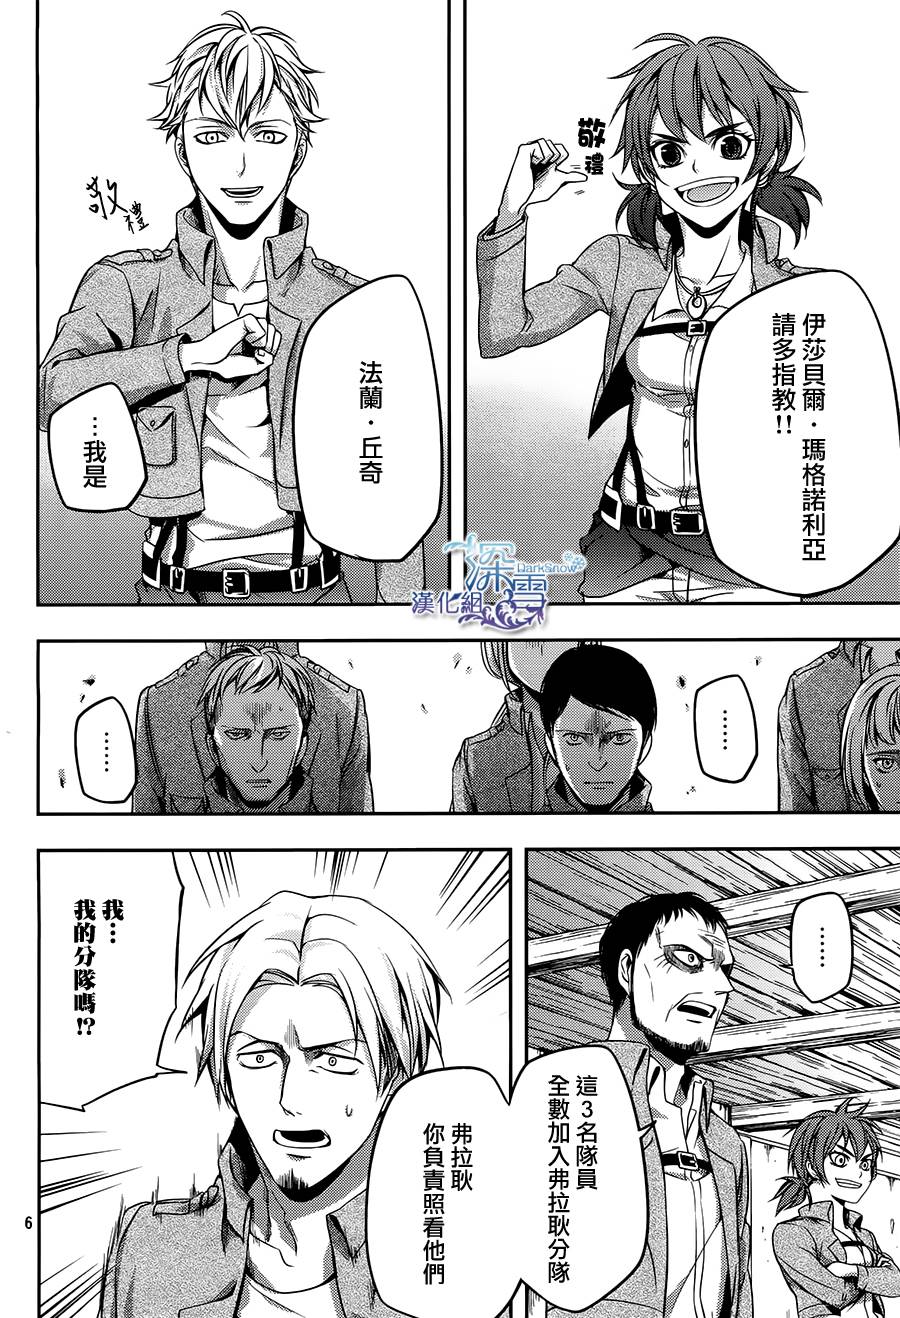 敬
禮
伊莎貝爾·瑪格諾利亞
請多指教!!
敬
禮
法蘭·丘奇
…我是
深雪
DarkSnow
漢化組
……
……
……
這3名隊員
全數加入弗拉耿分隊
弗拉耿
你負責照看他們
我…
我的分隊嗎!?
6